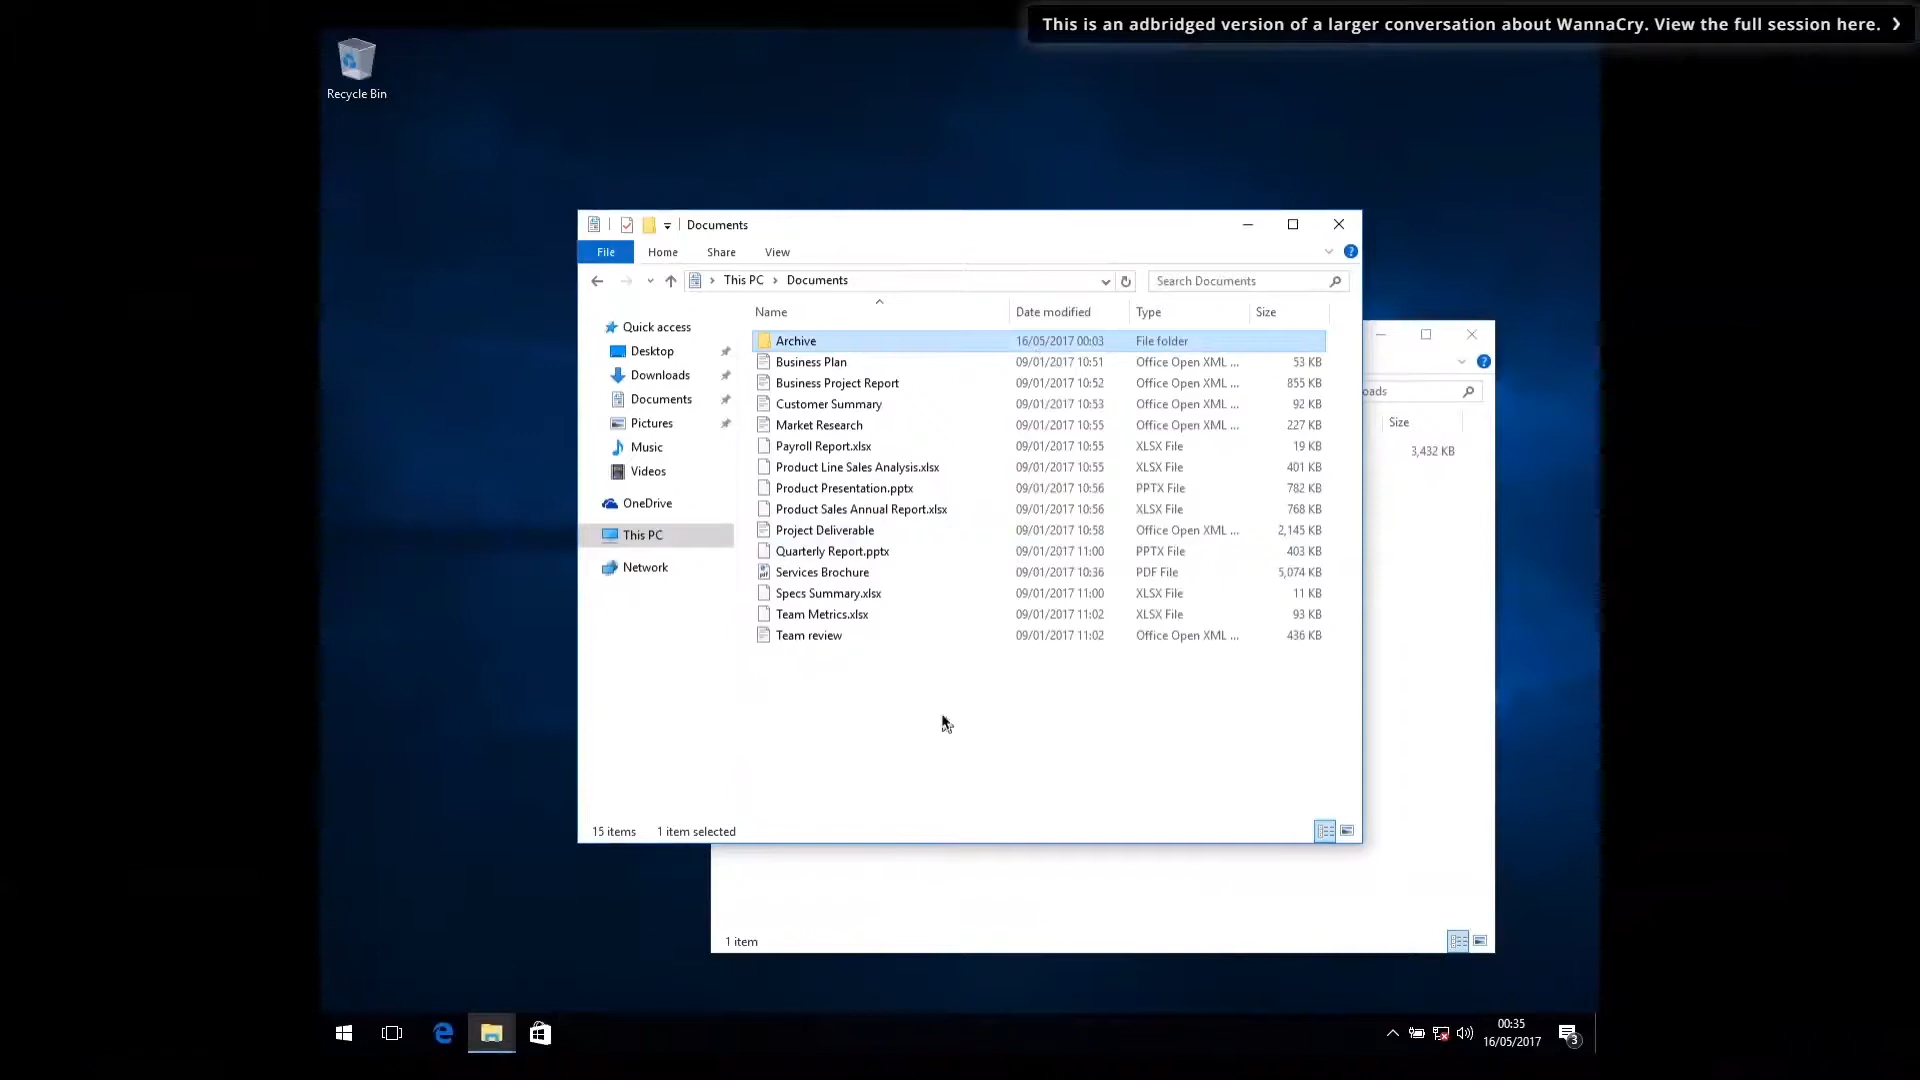 This is an adbridged version of a larger conversation about WannaCry. View the full session here.
Recycle Bin
Documents
File Home Share View
This PC Documents
Search Documents
Name Date modified Type Size
Quick access
Desktop
Downloads
Documents
Pictures
Music
Videos
OneDrive
This PC
Network
Archive 16/05/2017 00:03 File folder
Business Plan 09/01/2017 10:51 Office Open XML ... 53 KB
Business Project Report 09/01/2017 10:52 Office Open XML ... 855 KB
Customer Summary 09/01/2017 10:53 Office Open XML ... 92 KB
Market Research 09/01/2017 10:55 Office Open XML ... 227 KB
Payroll Report.xlsx 09/01/2017 10:55 XLSX File 19 KB
Product Line Sales Analysis.xlsx 09/01/2017 10:55 XLSX File 401 KB
Product Presentation.pptx 09/01/2017 10:56 PPTX File 782 KB
Product Sales Annual Report.xlsx 09/01/2017 10:56 XLSX File 768 KB
Project Deliverable 09/01/2017 10:58 Office Open XML ... 2,145 KB
Quarterly Report.pptx 09/01/2017 11:00 PPTX File 403 KB
Services Brochure 09/01/2017 10:36 PDF File 5,074 KB
Specs Summary.xlsx 09/01/2017 11:00 XLSX File 11 KB
Team Metrics.xlsx 09/01/2017 11:02 XLSX File 93 KB
Team review 09/01/2017 11:02 Office Open XML ... 436 KB
15 items 1 item selected
oads
Size
3,432 KB
1 item
00:35
16/05/2017
3